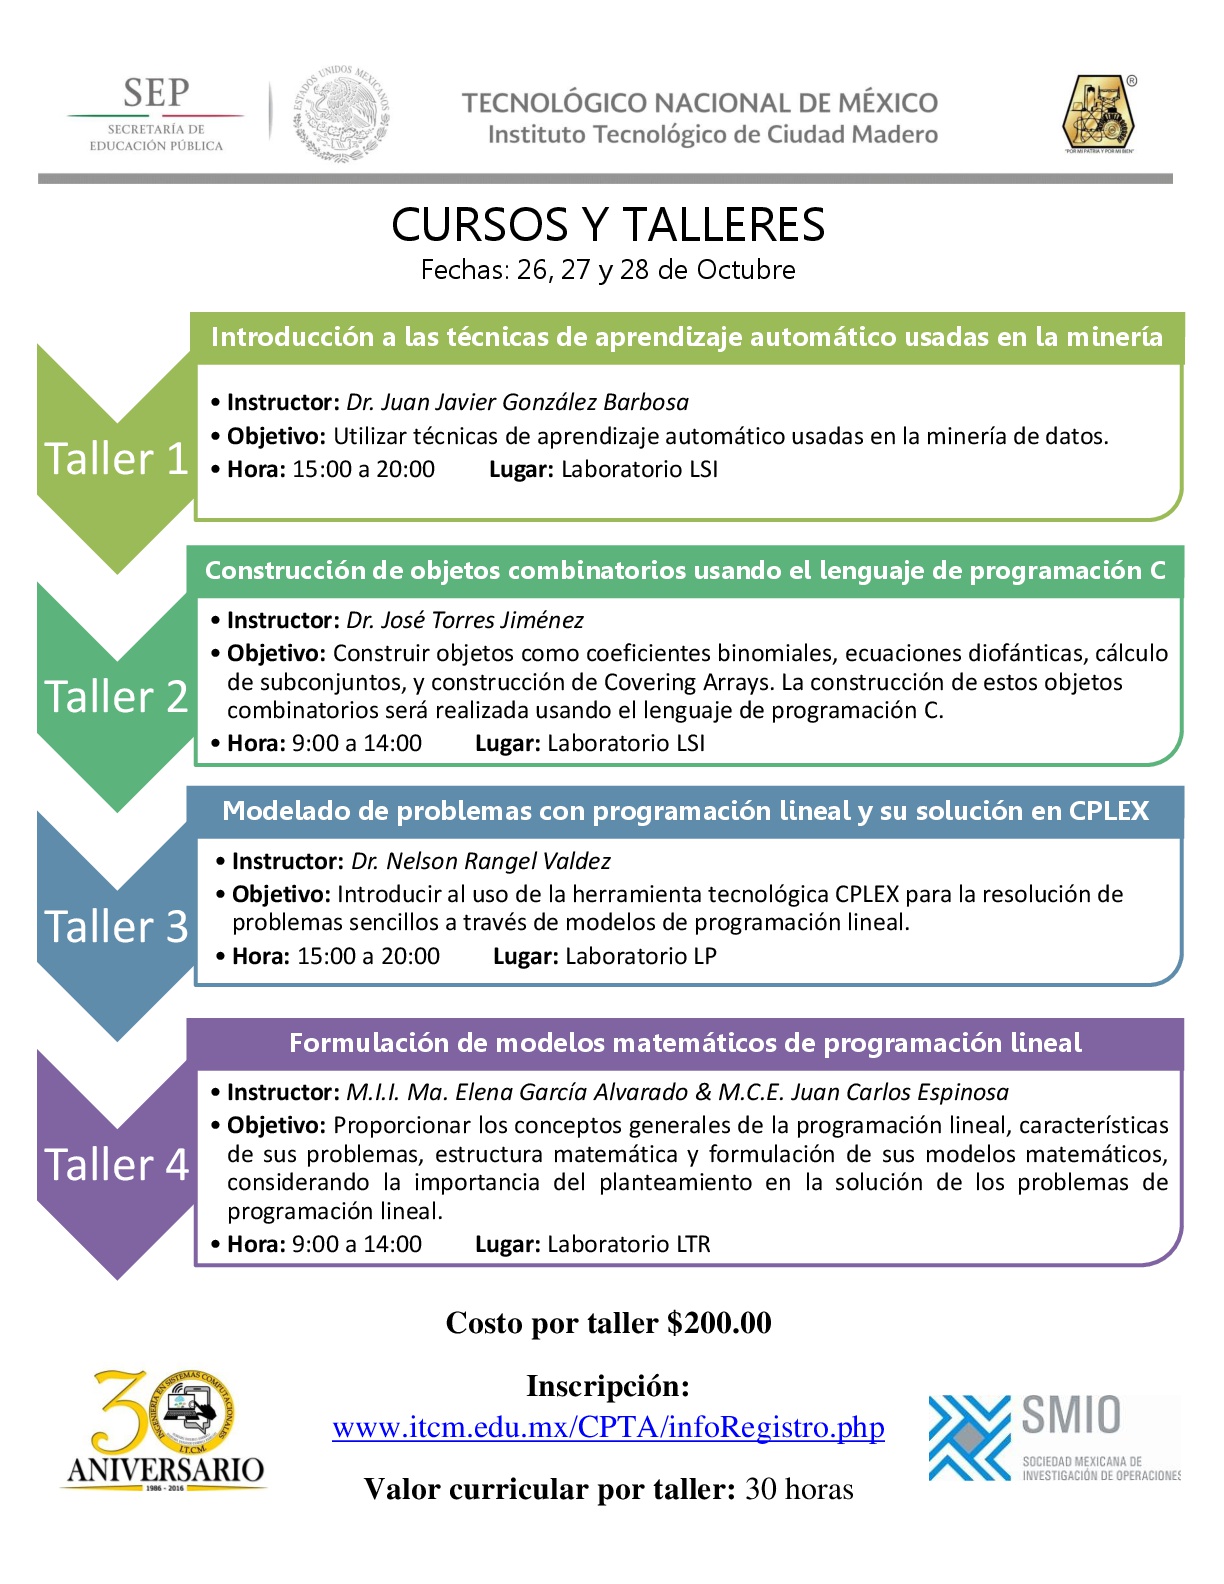 SEP
SECRETARÍA DE
EDUCACIÓN PÚBLICA
ESTADOS UNIDOS MEXICANOS
TECNOLÓGICO NACIONAL DE MÉXICO
Instituto Tecnológico de Ciudad Madero
®
"POR MI PATRIA Y POR MI BIEN"
CURSOS Y TALLERES
Fechas: 26, 27 y 28 de Octubre
Introducción a las técnicas de aprendizaje automático usadas en la minería
Taller 1
• Instructor: Dr. Juan Javier González Barbosa
• Objetivo: Utilizar técnicas de aprendizaje automático usadas en la minería de datos.
• Hora: 15:00 a 20:00 Lugar: Laboratorio LSI
Construcción de objetos combinatorios usando el lenguaje de programación C
Taller 2
• Instructor: Dr. José Torres Jiménez
• Objetivo: Construir objetos como coeficientes binomiales, ecuaciones diofánticas, cálculo
de subconjuntos, y construcción de Covering Arrays. La construcción de estos objetos
combinatorios será realizada usando el lenguaje de programación C.
• Hora: 9:00 a 14:00 Lugar: Laboratorio LSI
Modelado de problemas con programación lineal y su solución en CPLEX
Taller 3
• Instructor: Dr. Nelson Rangel Valdez
• Objetivo: Introducir al uso de la herramienta tecnológica CPLEX para la resolución de
problemas sencillos a través de modelos de programación lineal.
• Hora: 15:00 a 20:00 Lugar: Laboratorio LP
Formulación de modelos matemáticos de programación lineal
Taller 4
• Instructor: M.I.I. Ma. Elena García Alvarado & M.C.E. Juan Carlos Espinosa
• Objetivo: Proporcionar los conceptos generales de la programación lineal, características
de sus problemas, estructura matemática y formulación de sus modelos matemáticos,
considerando la importancia del planteamiento en la solución de los problemas de
programación lineal.
• Hora: 9:00 a 14:00 Lugar: Laboratorio LTR
Costo por taller $200.00
Inscripción:
www.itcm.edu.mx/CPTA/infoRegistro.php
Valor curricular por taller: 30 horas
30
INGENIERÍA EN SISTEMAS COMPUTACIONALES
I.T.C.M.
ANIVERSARIO
1986 - 2016
SMIO
SOCIEDAD MEXICANA DE
INVESTIGACIÓN DE OPERACIONES